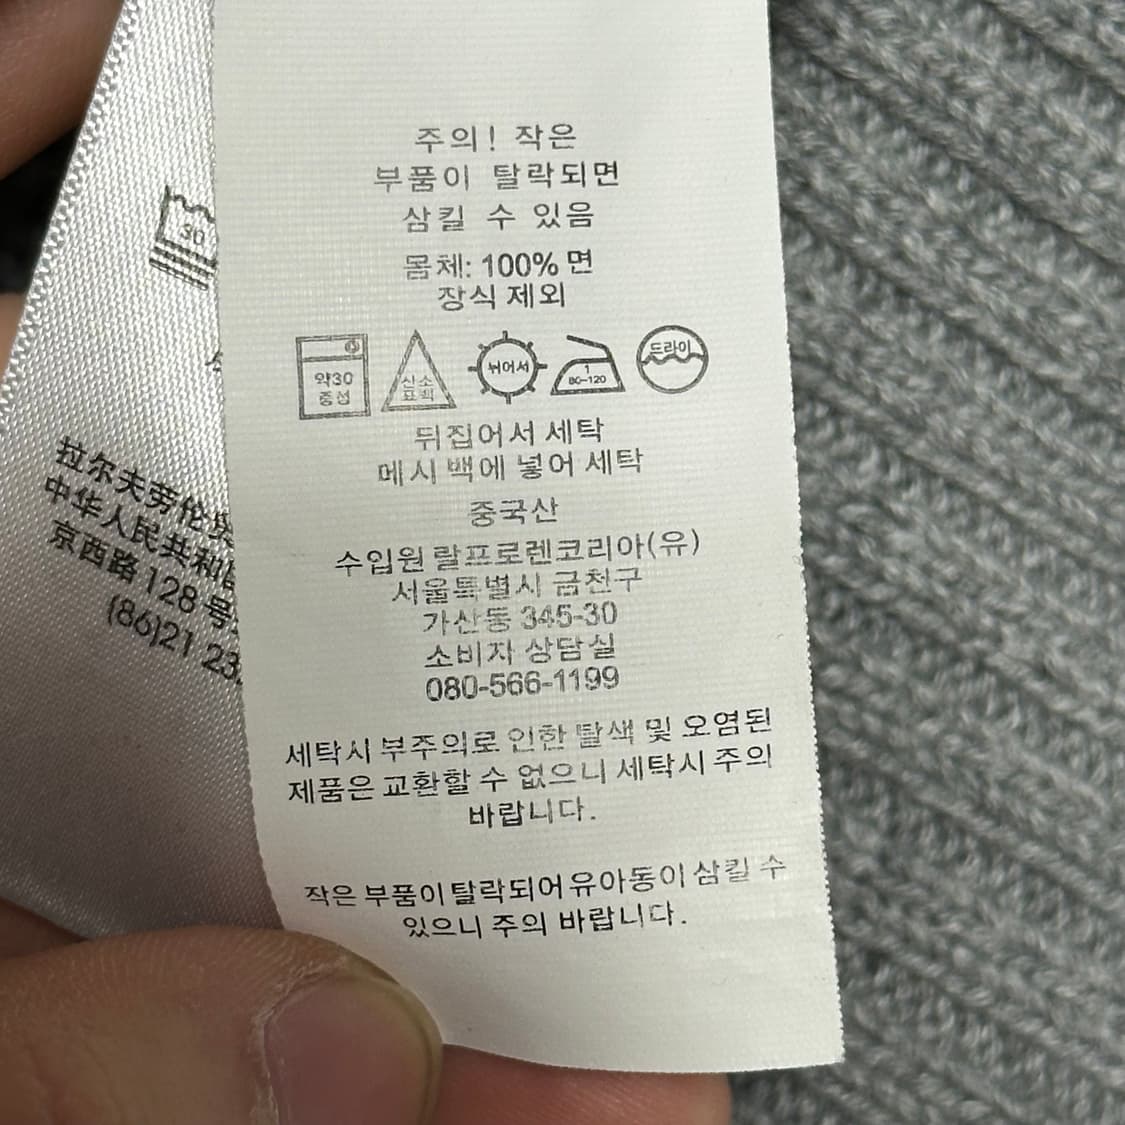 주의! 작은
부품이 탈락되면
삼킬 수 있음
몸체: 100% 면
장식 제외
약30
중성
산소
표백
뉘어서
1
80-120
드라이
뒤집어서 세탁
메시 백에 넣어 세탁
중국산
수입원 랄프로렌코리아(유)
서울특별시 금천구
가산동 345-30
소비자 상담실
080-566-1199
세탁시 부주의로 인한 탈색 및 오염된
제품은 교환할 수 없으니 세탁시 주의
바랍니다.
작은 부품이 탈락되어 유아동이 삼킬 수
있으니 주의 바랍니다.
30
拉尔夫劳伦
中华人民共和
京西路 128 号
(86)21 23